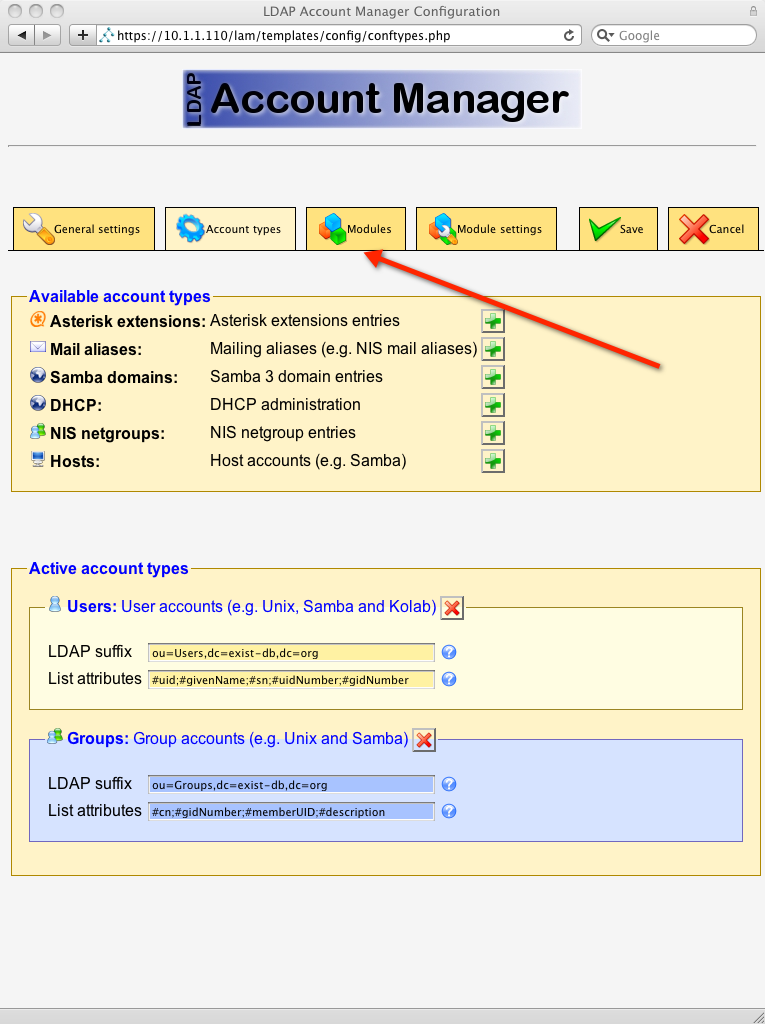 LDAP Account Manager Configuration
https://10.1.1.110/lam/templates/config/conftypes.php
Google
LDAP Account Manager
General settings
Account types
Modules
Module settings
Save
Cancel
Available account types
Asterisk extensions: Asterisk extensions entries
Mail aliases: Mailing aliases (e.g. NIS mail aliases)
Samba domains: Samba 3 domain entries
DHCP: DHCP administration
NIS netgroups: NIS netgroup entries
Hosts: Host accounts (e.g. Samba)
Active account types
Users: User accounts (e.g. Unix, Samba and Kolab)
LDAP suffix ou=Users,dc=exist-db,dc=org
List attributes #uid;#givenName;#sn;#uidNumber;#gidNumber
Groups: Group accounts (e.g. Unix and Samba)
LDAP suffix ou=Groups,dc=exist-db,dc=org
List attributes #cn;#gidNumber;#memberUID;#description